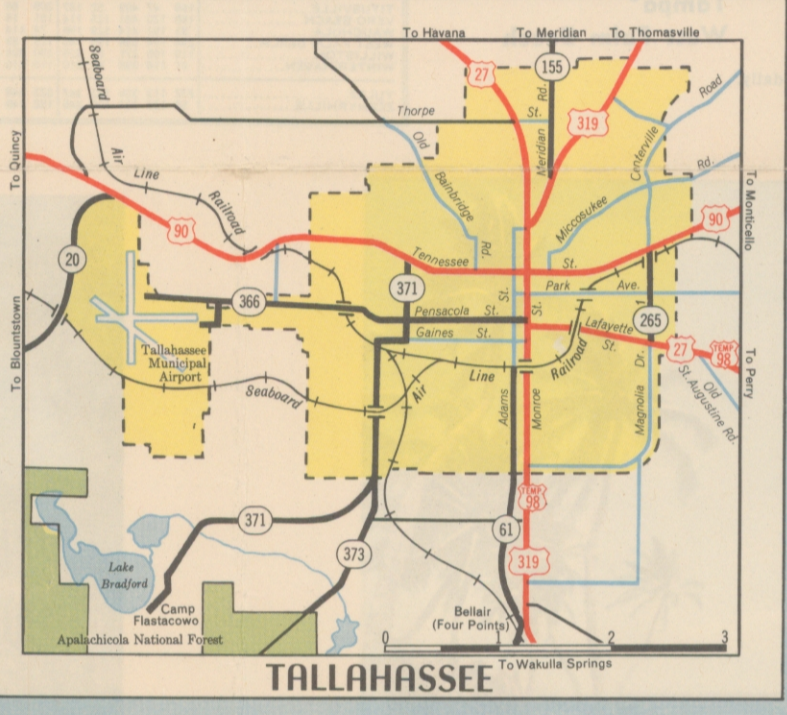 To Havana
To Meridian
To Thomasville
27
155
319
Seaboard
Air
Line
Railroad
Thorpe
St.
Meridian Rd.
Centerville
Road
Old
Bainbridge
Rd.
Miccosukee
Rd.
To Quincy
To Monticello
90
90
20
Tennessee
St.
366
371
Park
Ave.
Pensacola St.
St.
St.
Gaines St.
Lafayette
St.
265
27
TEMP 98
To Blountstown
To Perry
Tallahassee
Municipal
Airport
Seaboard
Air
Line
Railroad
Adams
Monroe
Magnolia
Dr.
Old
St. Augustine Rd.
TEMP 98
371
373
61
319
Lake
Bradford
Camp
Flastacowo
Apalachicola National Forest
Bellair
(Four Points)
0
1
2
3
To Wakulla Springs
TALLAHASSEE